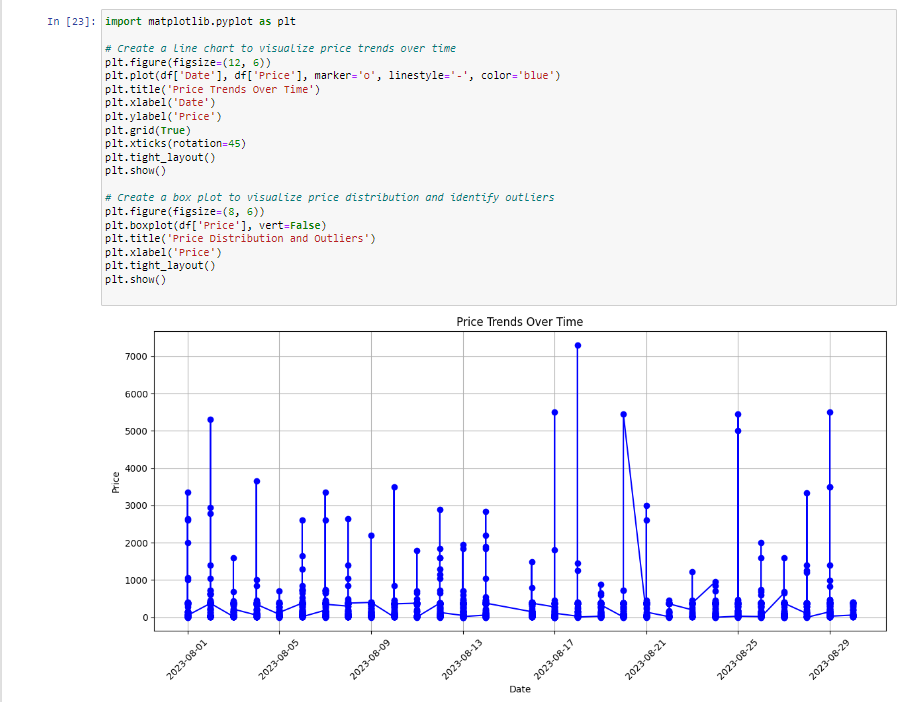 In [23]: import matplotlib.pyplot as plt
# Create a line chart to visualize price trends over time
plt.figure(figsize=(12, 6))
plt.plot(df['Date'], df['Price'], marker='o', linestyle='-', color='blue')
plt.title('Price Trends Over Time')
plt.xlabel('Date')
plt.ylabel('Price')
plt.grid(True)
plt.xticks(rotation=45)
plt.tight_layout()
plt.show()
# Create a box plot to visualize price distribution and identify outliers
plt.figure(figsize=(8, 6))
plt.boxplot(df['Price'], vert=False)
plt.title('Price Distribution and Outliers')
plt.xlabel('Price')
plt.tight_layout()
plt.show()
Price Trends Over Time
7000
6000
5000
4000
3000
2000
1000
0
Price
2023-08-01
2023-08-05
2023-08-09
2023-08-13
2023-08-17
2023-08-21
2023-08-25
2023-08-29
Date